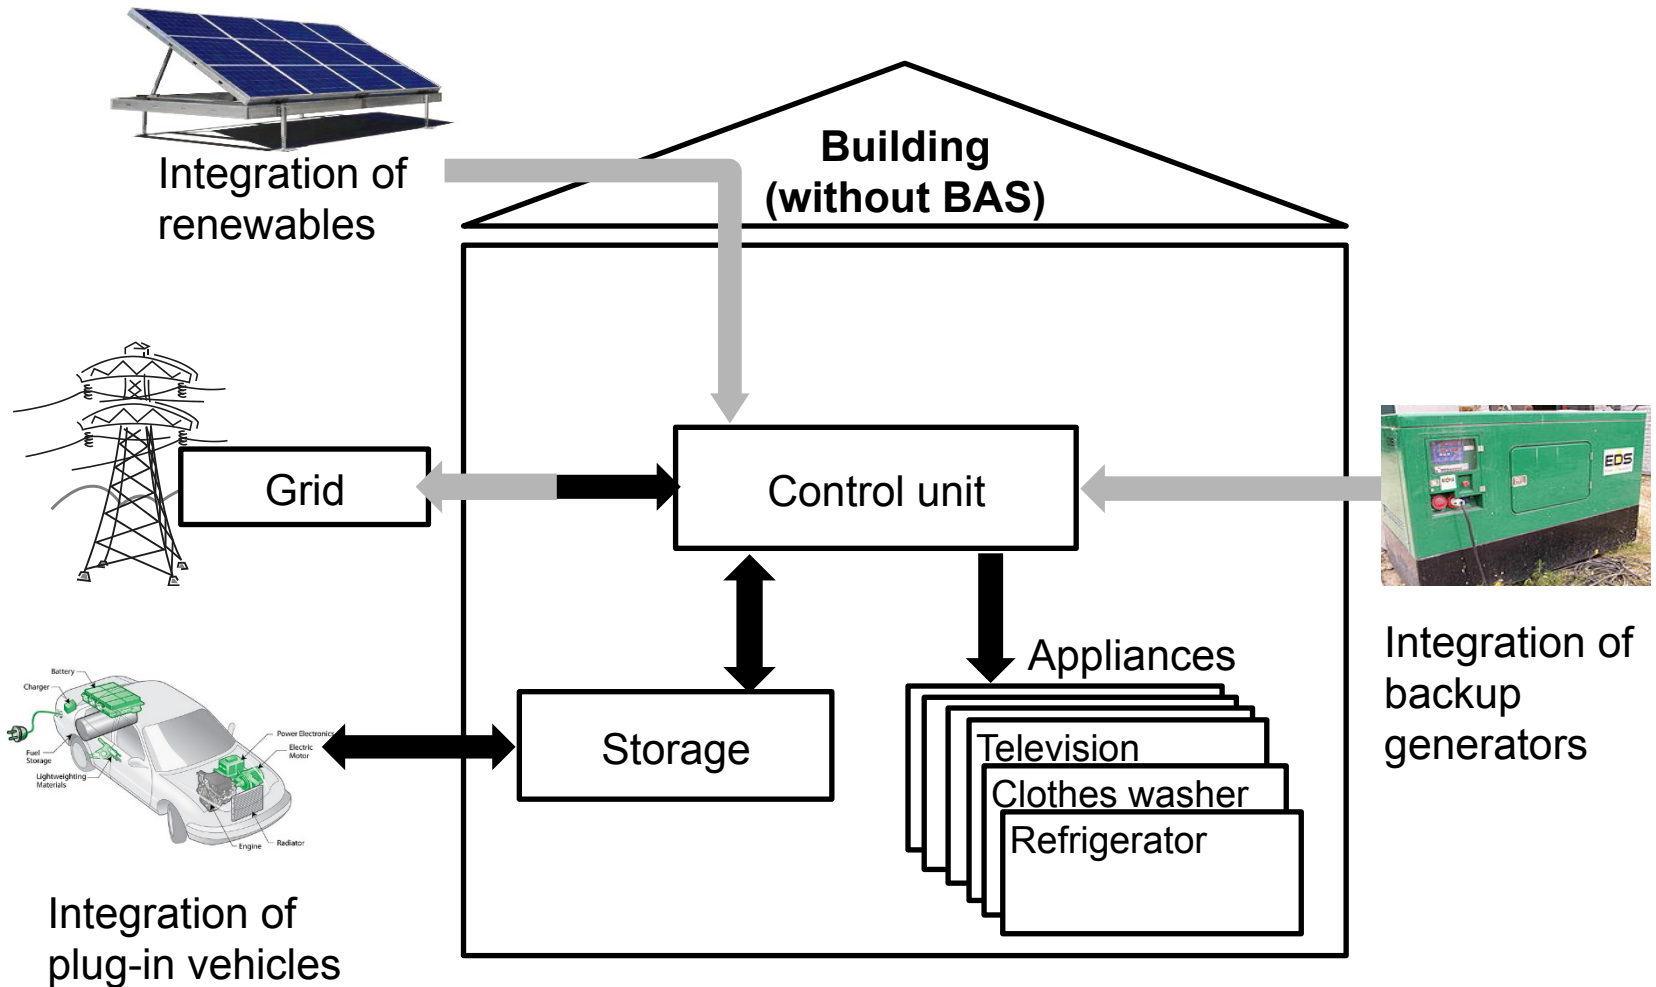 Integration of
renewables
Building
(without BAS)
Grid
Control unit
EDS
Integration of
backup
generators
Appliances
Television
Clothes washer
Refrigerator
Storage
Battery
Charger
Fuel
Storage
Lightweighting
Materials
Power Electronics
Electric
Motor
Engine
Radiator
Integration of
plug-in vehicles